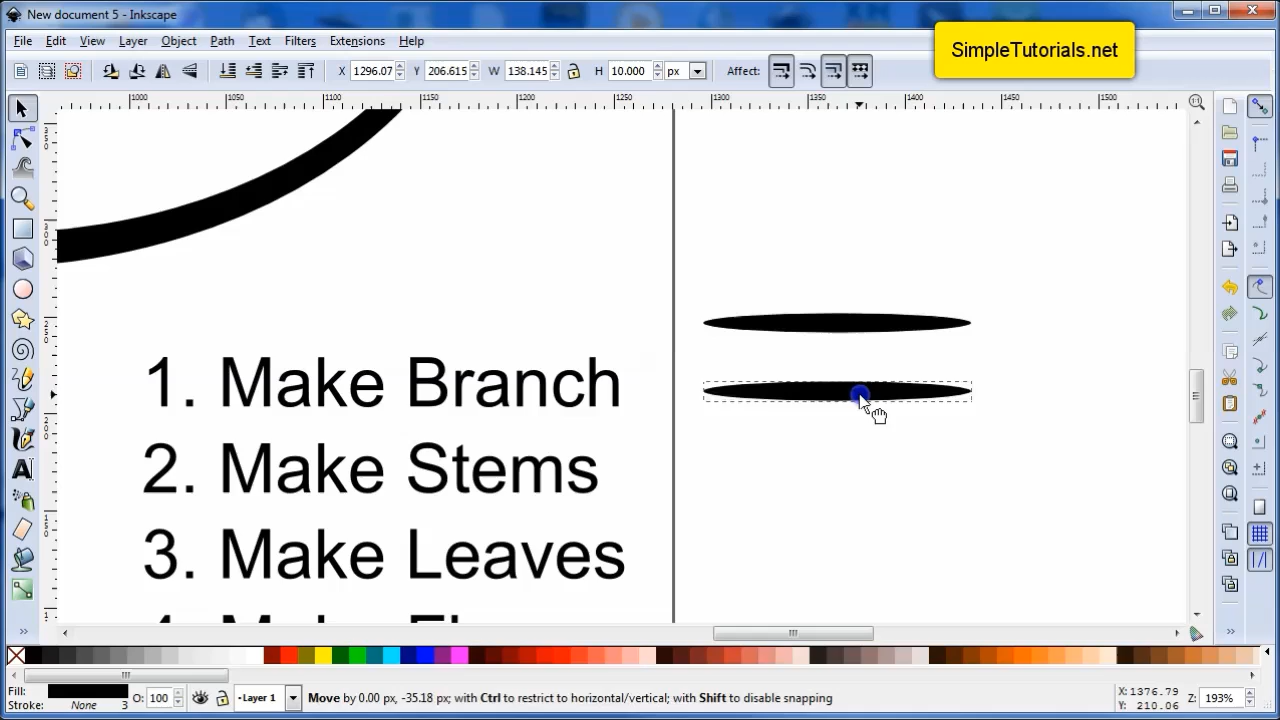 New document 5 - Inkscape
SimpleTutorials.net
File Edit View Layer Object Path Text Filters Extensions Help
X 1296.07 Y 206.615 W 138.145 H 10.000 px Affect:
1000 1050 1100 1150 1200 1250 1300 1350 1400 1450 1500
1. Make Branch
2. Make Stems
3. Make Leaves
Fill: O: 100 Layer 1 Move by 0.00 px, -35.18 px; with Ctrl to restrict to horizontal/vertical; with Shift to disable snapping X: 1376.79 Z: 193%
Stroke: None 3 Y: 210.06